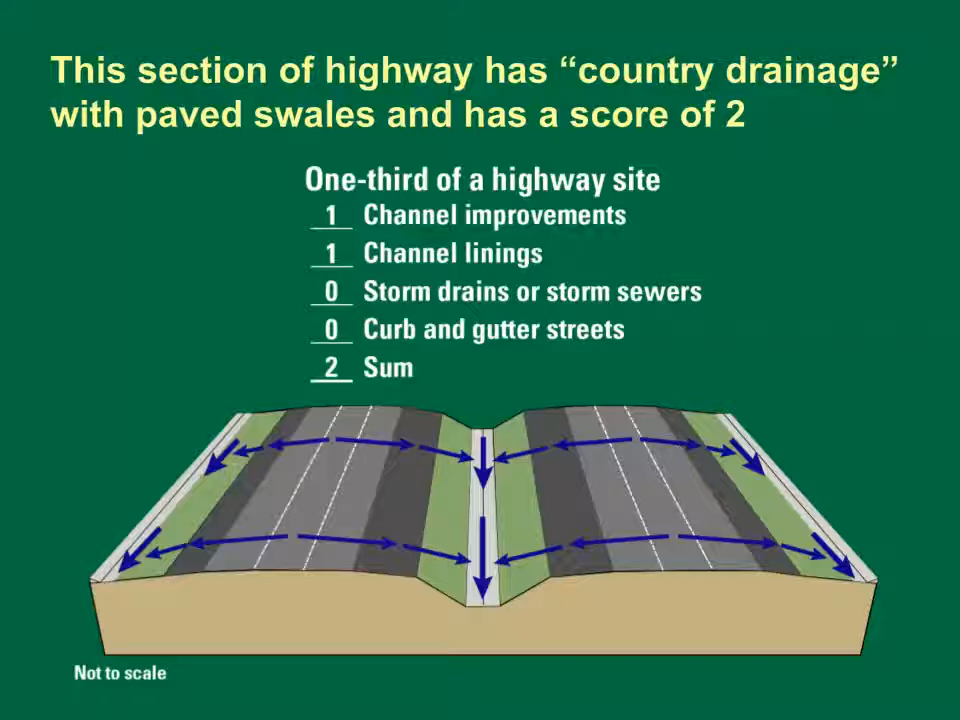 This section of highway has “country drainage”
with paved swales and has a score of 2
One-third of a highway site
1 Channel improvements
1 Channel linings
0 Storm drains or storm sewers
0 Curb and gutter streets
2 Sum
Not to scale